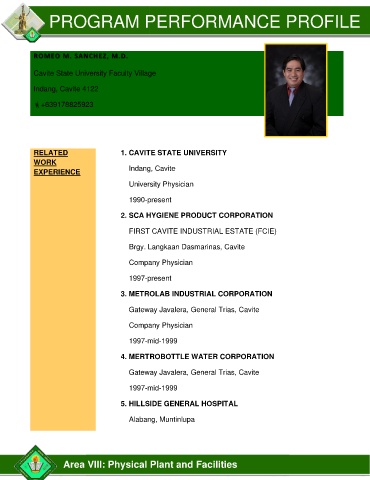 PROGRAM PERFORMANCE PROFILE
ROMEO M. SANCHEZ, M.D.
Cavite State University Faculty Village
Indang, Cavite 4122
+639178825923
RELATED
WORK
EXPERIENCE
1. CAVITE STATE UNIVERSITY
Indang, Cavite
University Physician
1990-present
2. SCA HYGIENE PRODUCT CORPORATION
FIRST CAVITE INDUSTRIAL ESTATE (FCIE)
Brgy. Langkaan Dasmarinas, Cavite
Company Physician
1997-present
3. METROLAB INDUSTRIAL CORPORATION
Gateway Javalera, General Trias, Cavite
Company Physician
1997-mid-1999
4. MERTROBOTTLE WATER CORPORATION
Gateway Javalera, General Trias, Cavite
1997-mid-1999
5. HILLSIDE GENERAL HOSPITAL
Alabang, Muntinlupa
Area VIII: Physical Plant and Facilities